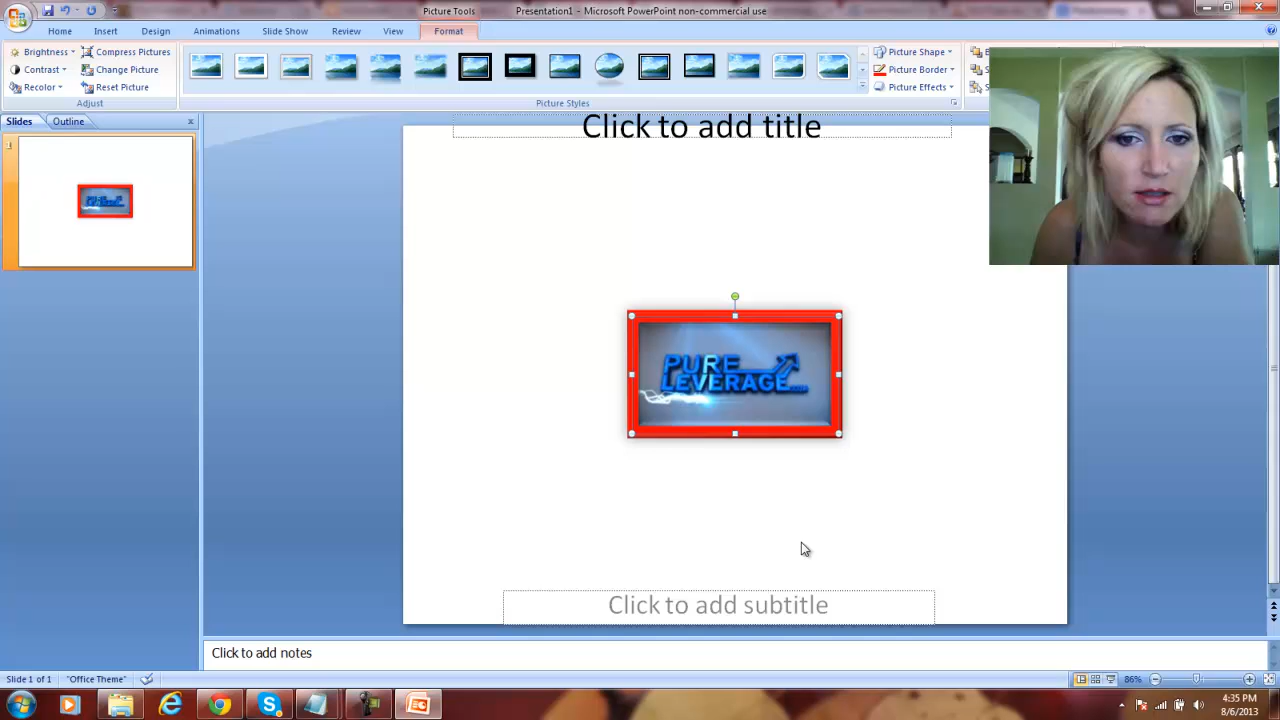 Picture Tools
Presentation1 - Microsoft PowerPoint non-commercial use
Home Insert Design Animations Slide Show Review View Format
Brightness
Contrast
Recolor
Compress Pictures
Change Picture
Reset Picture
Adjust
Picture Styles
Picture Shape
Picture Border
Picture Effects
Slides Outline
1
Click to add title
PURE
LEVERAGE
Click to add subtitle
Click to add notes
Slide 1 of 1 "Office Theme" 86%
4:35 PM
8/6/2013